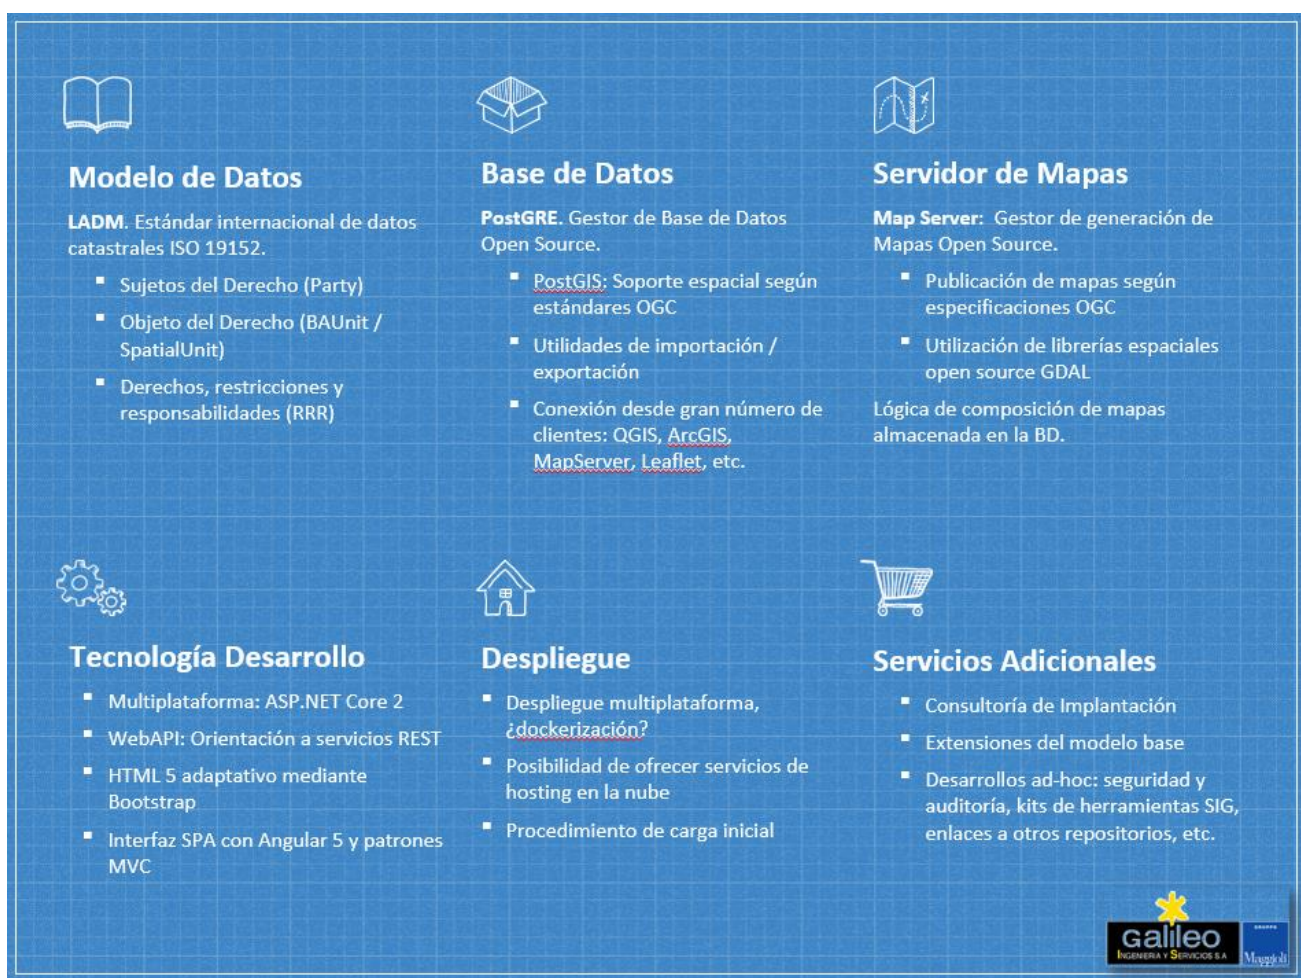 Modelo de Datos
LADM. Estándar internacional de datos
catastrales ISO 19152.
▪ Sujetos del Derecho (Party)
▪ Objeto del Derecho (BAUnit /
SpatialUnit)
▪ Derechos, restricciones y
responsabilidades (RRR)
Base de Datos
PostGRE. Gestor de Base de Datos
Open Source.
▪ PostGIS: Soporte espacial según
estándares OGC
▪ Utilidades de importación /
exportación
▪ Conexión desde gran número de
clientes: QGIS, ArcGIS,
MapServer, Leaflet, etc.
Servidor de Mapas
Map Server: Gestor de generación de
Mapas Open Source.
▪ Publicación de mapas según
especificaciones OGC
▪ Utilización de librerías espaciales
open source GDAL
Lógica de composición de mapas
almacenada en la BD.
Tecnología Desarrollo
▪ Multiplataforma: ASP.NET Core 2
▪ WebAPI: Orientación a servicios REST
▪ HTML 5 adaptativo mediante
Bootstrap
▪ Interfaz SPA con Angular 5 y patrones
MVC
Despliegue
▪ Despliegue multiplataforma,
¿dockerización?
▪ Posibilidad de ofrecer servicios de
hosting en la nube
▪ Procedimiento de carga inicial
Servicios Adicionales
▪ Consultoría de Implantación
▪ Extensiones del modelo base
▪ Desarrollos ad-hoc: seguridad y
auditoría, kits de herramientas SIG,
enlaces a otros repositorios, etc.
Galileo
INGENIERIA Y SERVICIOS S.A
GRUPPO
Maggioli